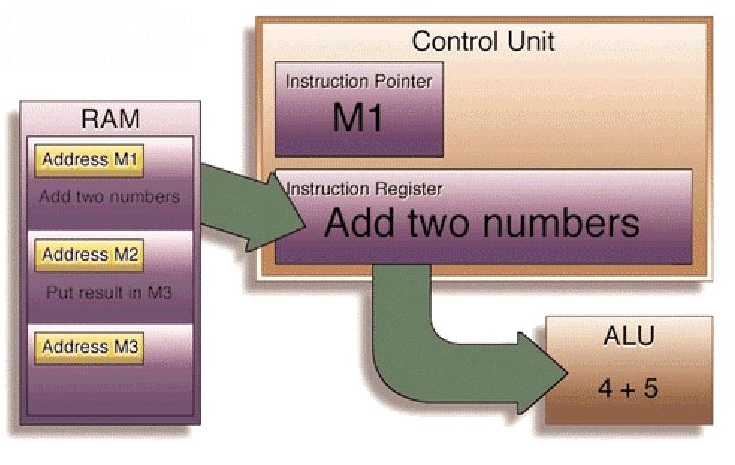 RAM
Address M1
Add two numbers
Address M2
Put result in M3
Address M3
Control Unit
Instruction Pointer
M1
Instruction Register
Add two numbers
ALU
4 + 5